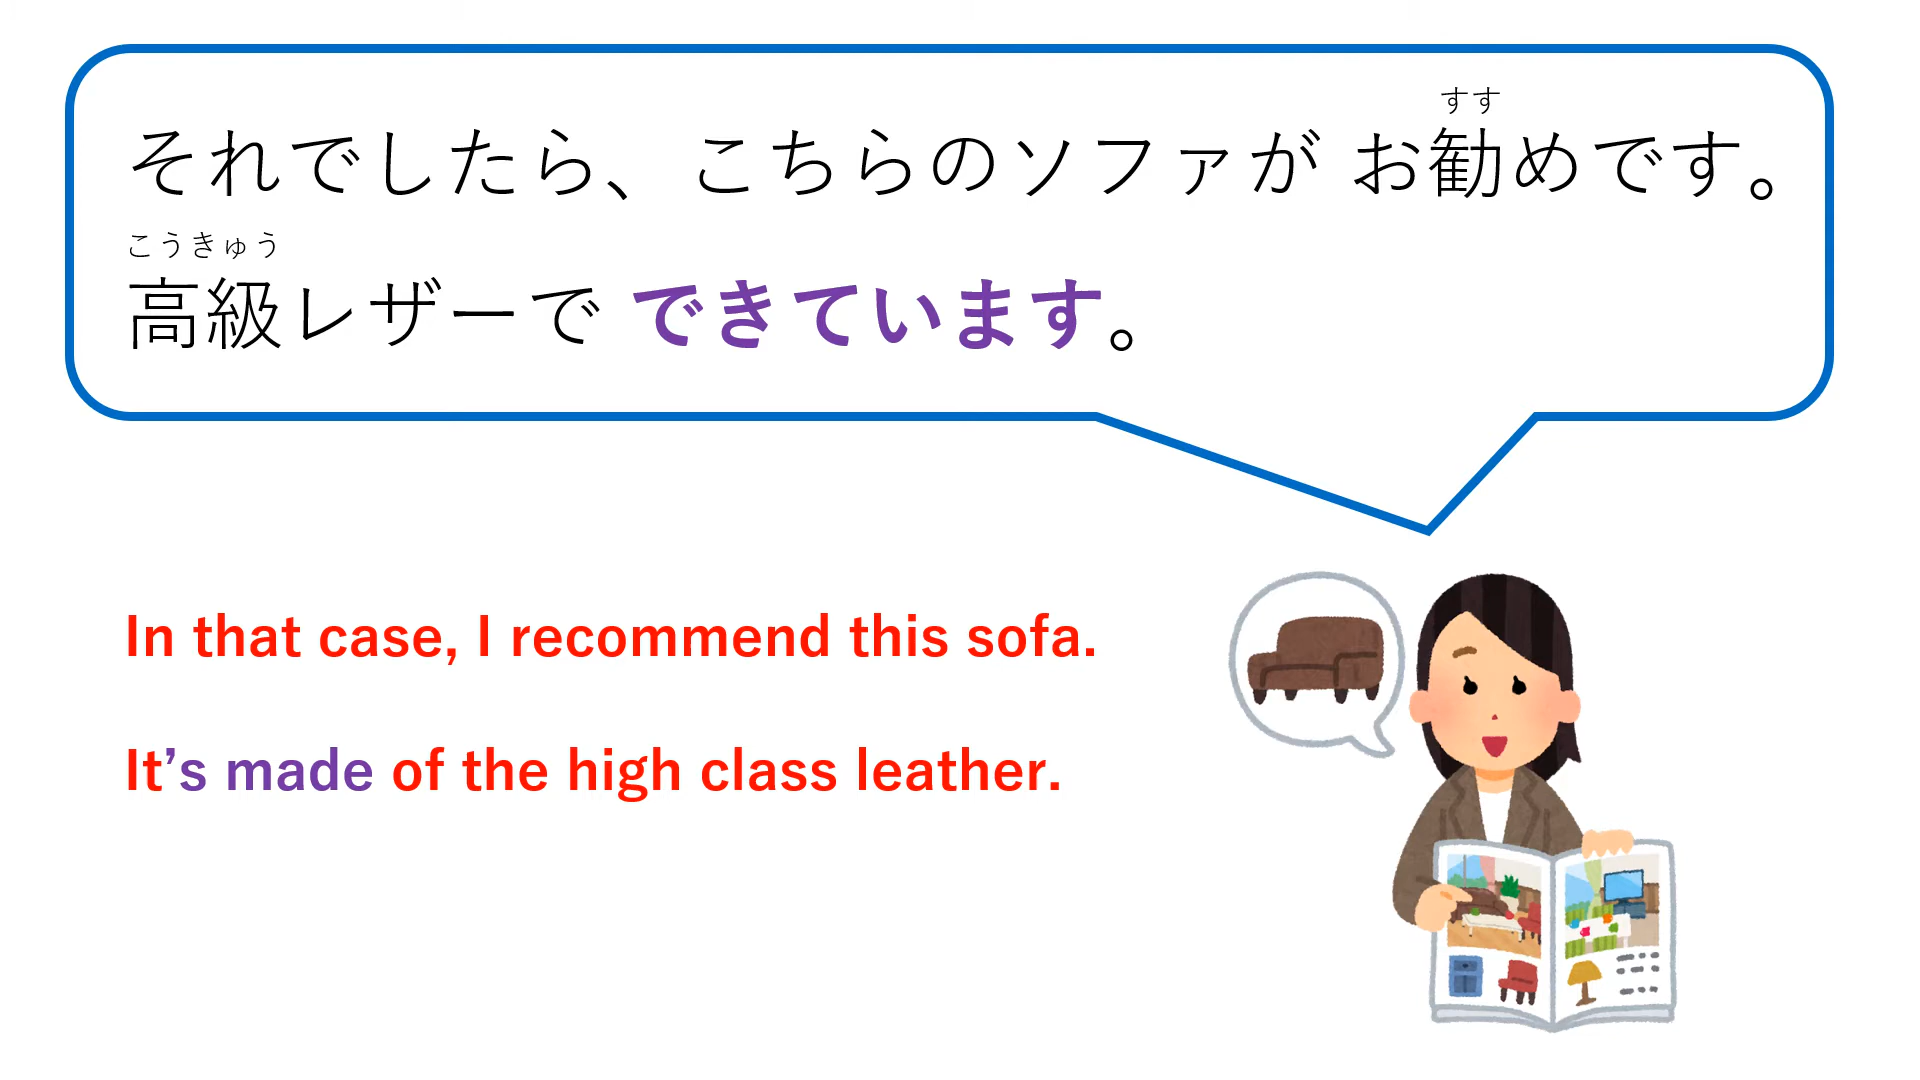 すす
それでしたら、こちらのソファが お勧めです。
こうきゅう
高級レザーで できています。
In that case, I recommend this sofa.
It’s made of the high class leather.